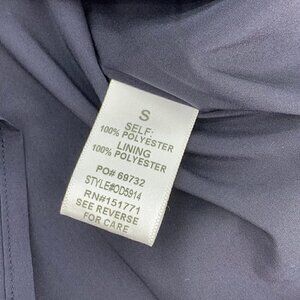 S
SELF:
100% POLYESTER
LINING
100% POLYESTER
PO# 69732
STYLE#OD5914
RN#151771
SEE REVERSE
FOR CARE